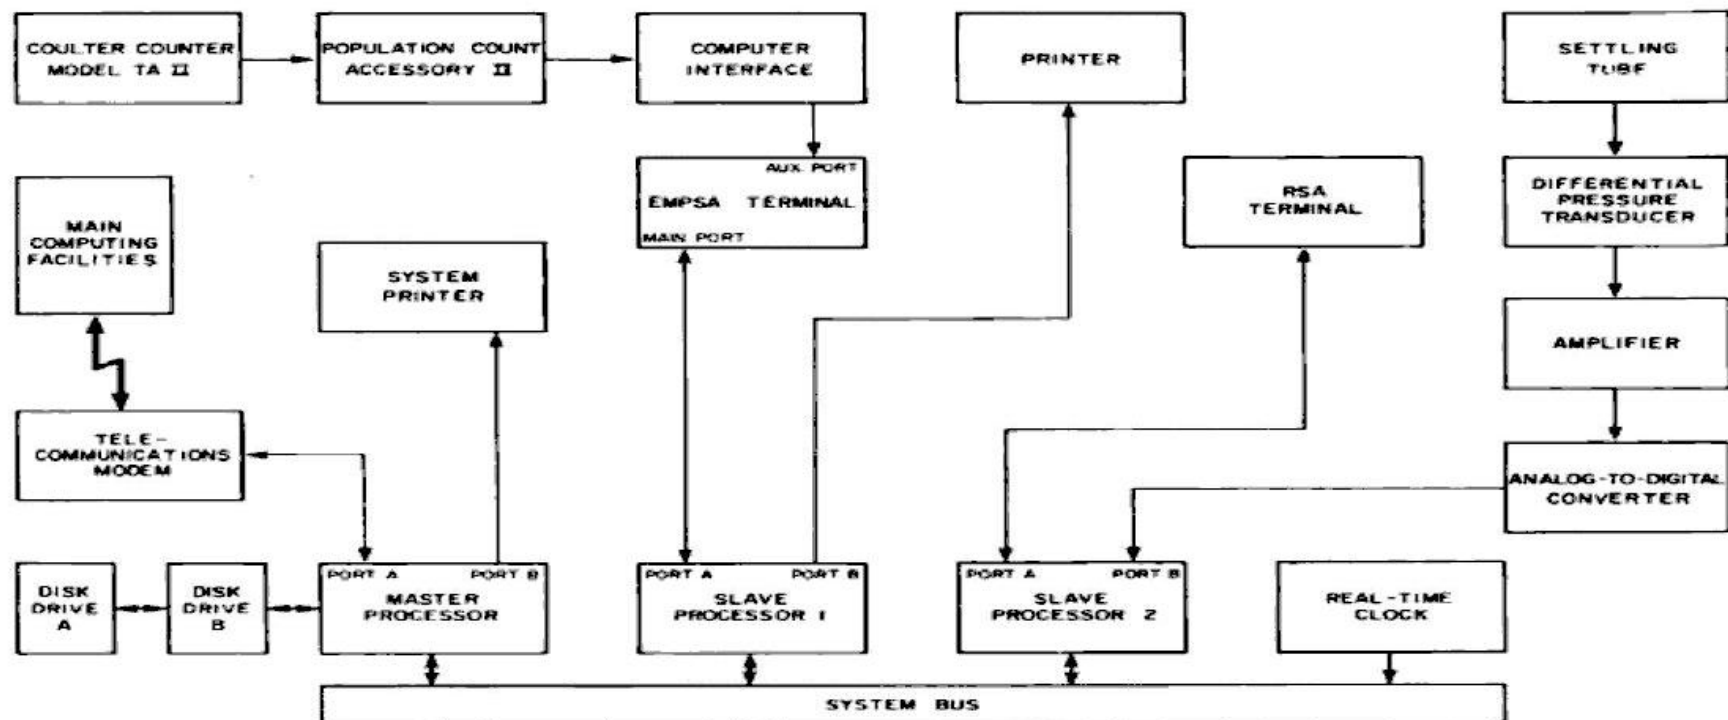 COULTER COUNTER
MODEL TA II
POPULATION COUNT
ACCESSORY II
COMPUTER
INTERFACE
PRINTER
SETTLING
TUBE
AUX PORT
EMPSA TERMINAL
MAIN PORT
RSA
TERMINAL
DIFFERENTIAL
PRESSURE
TRANSDUCER
MAIN
COMPUTING
FACILITIES
SYSTEM
PRINTER
AMPLIFIER
TELE-
COMMUNICATIONS
MODEM
ANALOG-TO-DIGITAL
CONVERTER
DISK
DRIVE
A
DISK
DRIVE
B
PORT A PORT B
MASTER
PROCESSOR
PORT A PORT B
SLAVE
PROCESSOR 1
PORT A PORT B
SLAVE
PROCESSOR 2
REAL-TIME
CLOCK
SYSTEM BUS